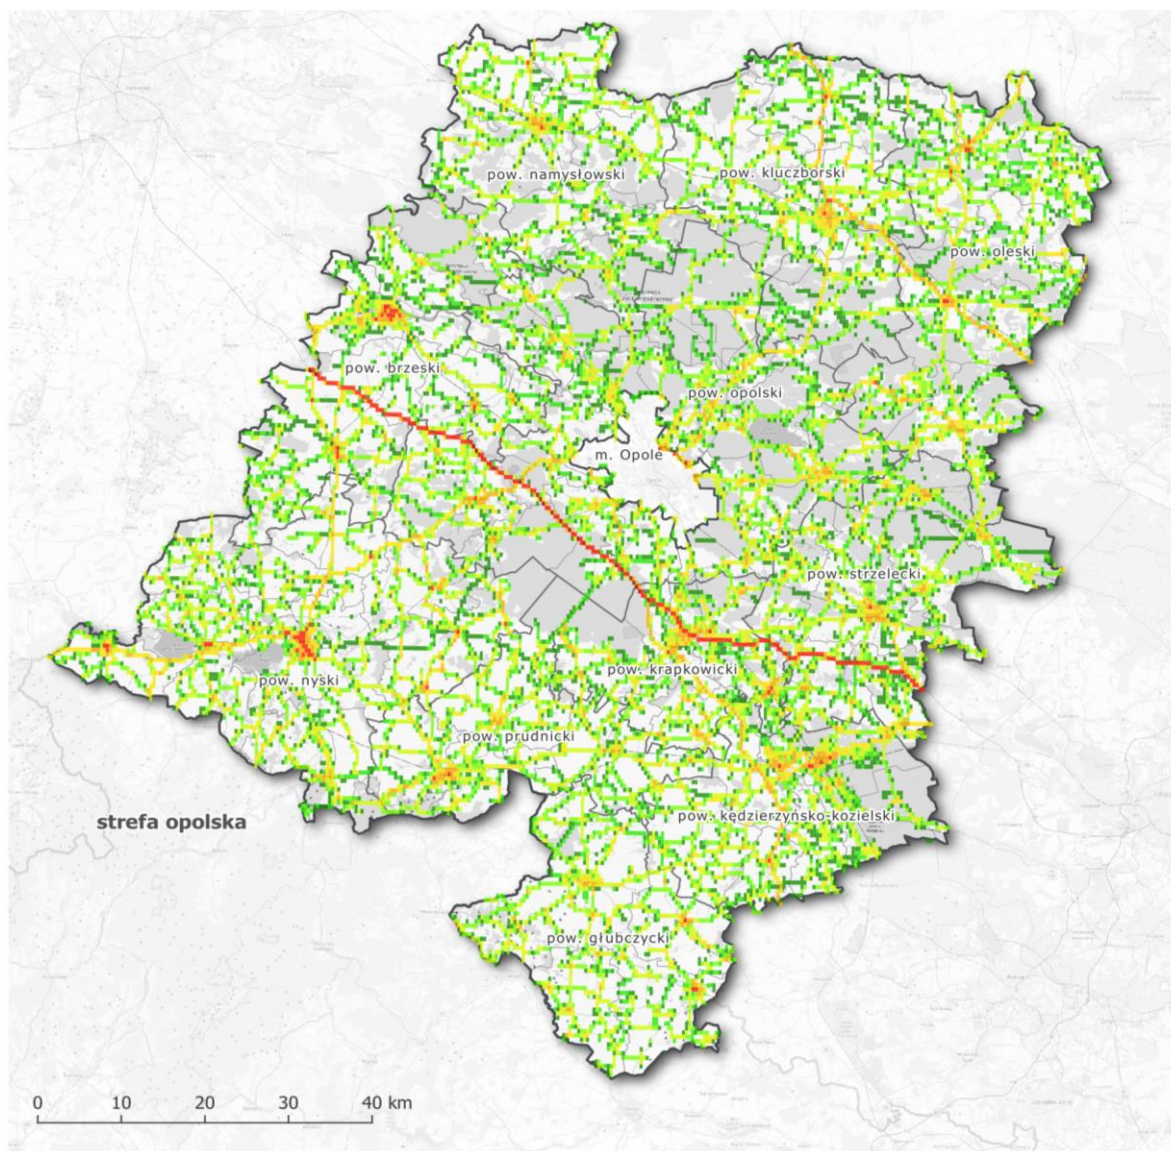 pow. namysłowski
pow. kluczborski
pow. oleski
pow. brzeski
pow. opolski
m. Opole
pow. strzelecki
pow. krapkowicki
pow. nyski
pow. prudnicki
strefa opolska
pow. kędzierzyńsko-kozielski
pow. głubczycki
0 10 20 30 40 km